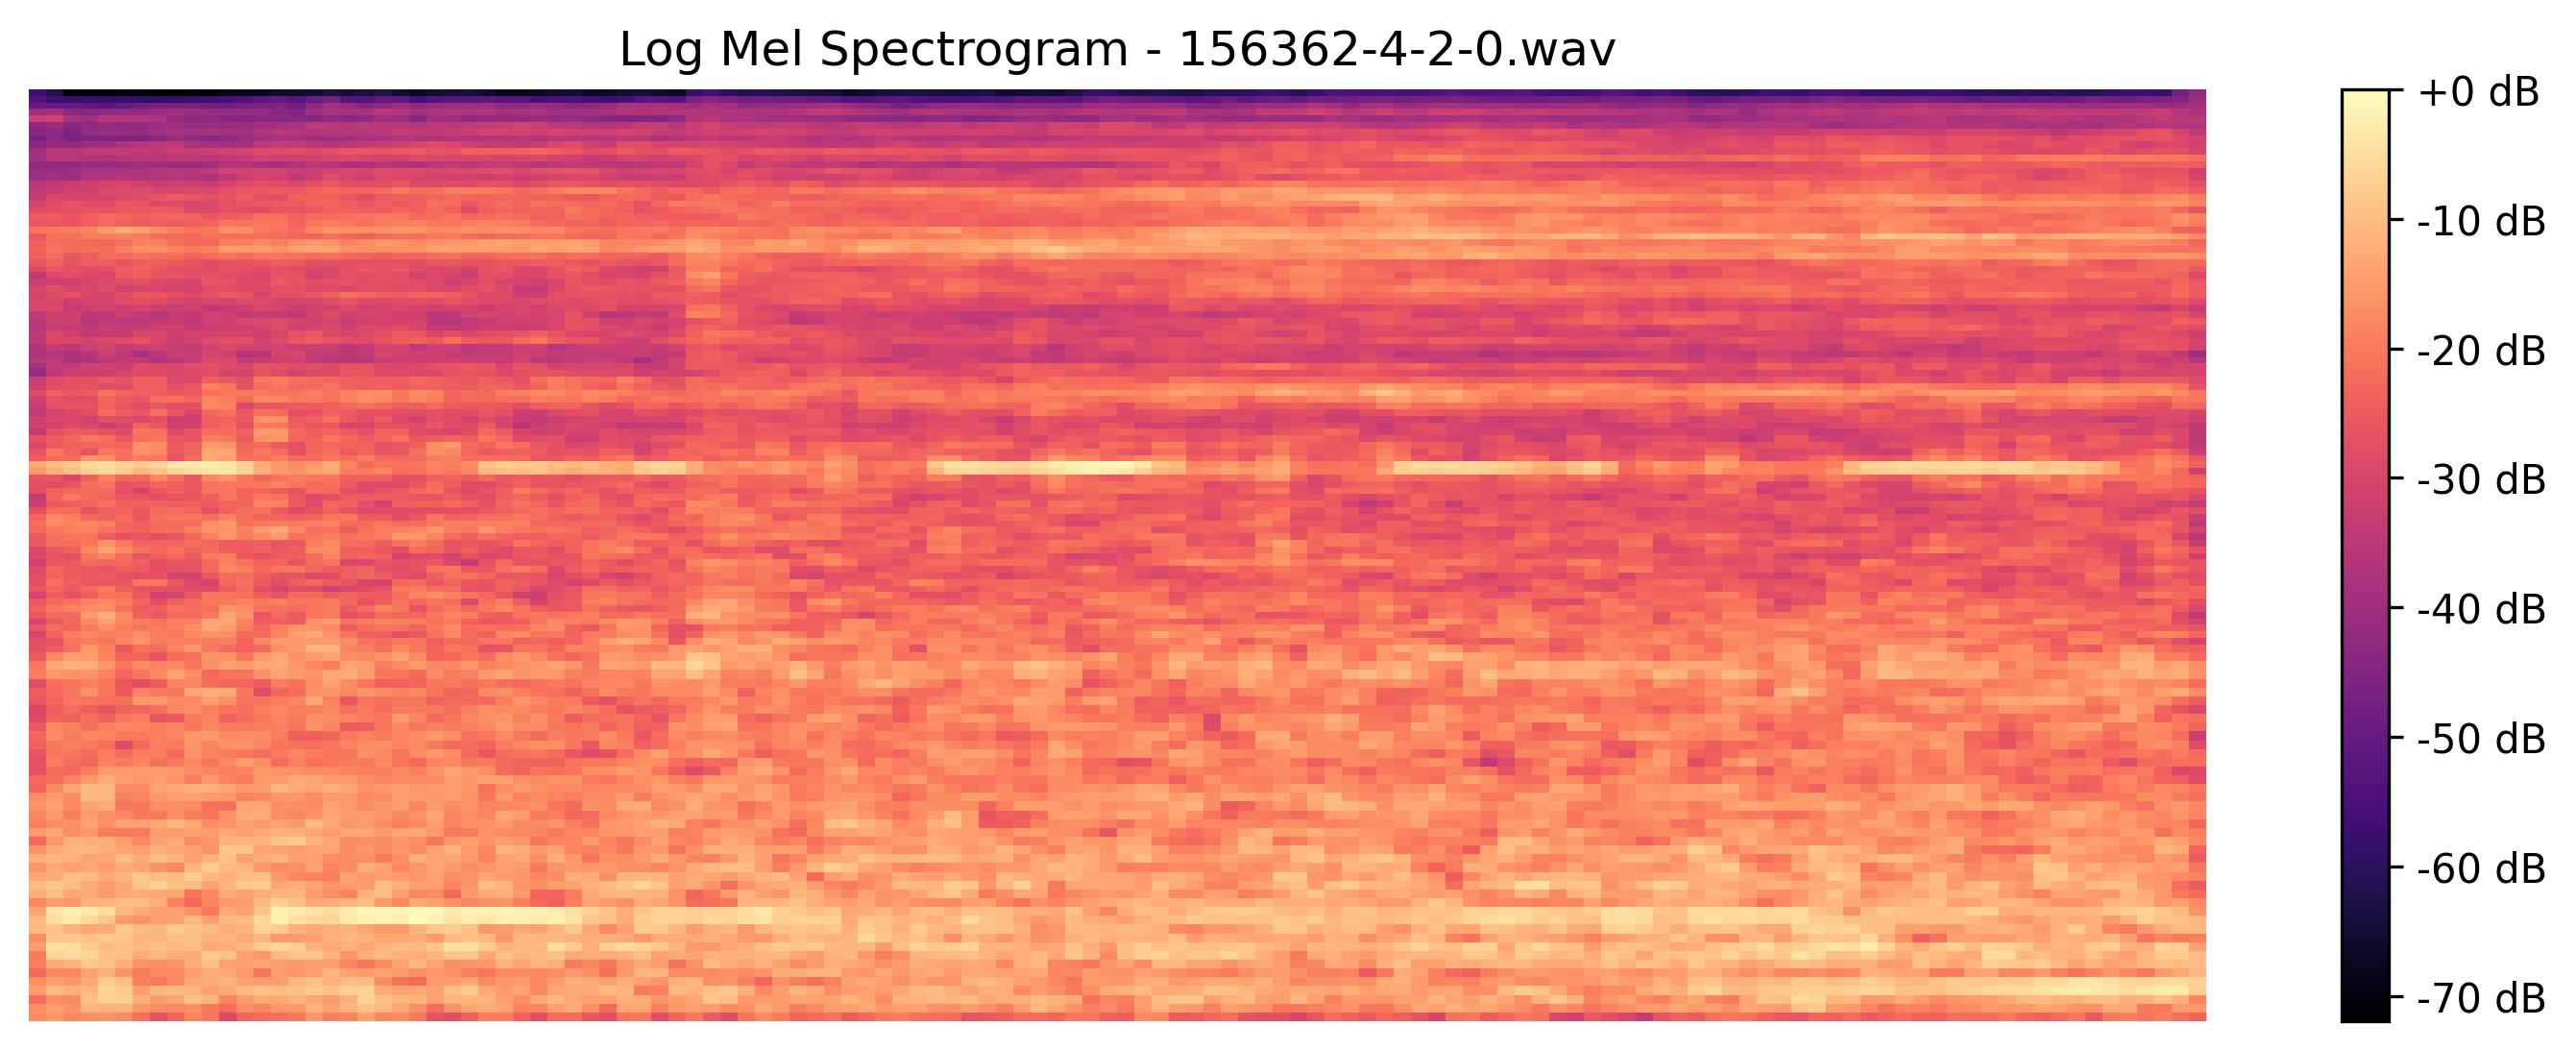 Log Mel Spectrogram - 156362-4-2-0.wav
+0 dB
-10 dB
-20 dB
-30 dB
-40 dB
-50 dB
-60 dB
-70 dB